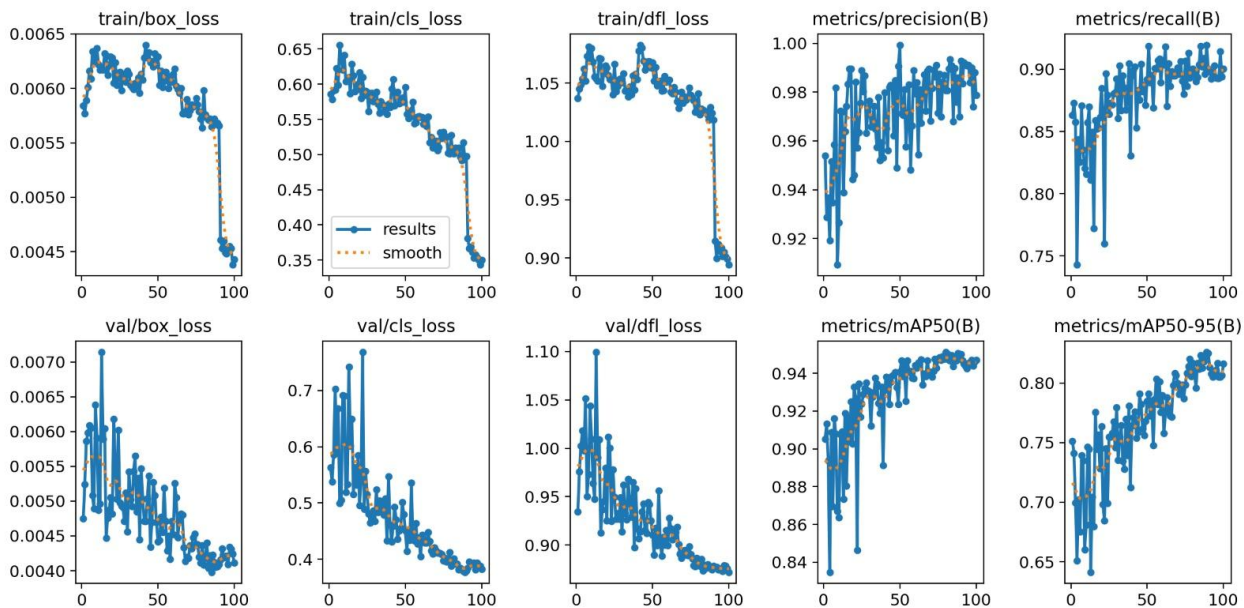 train/box_loss
train/cls_loss
train/dfl_loss
metrics/precision(B)
metrics/recall(B)
0.0065
0.0060
0.0055
0.0050
0.0045
0 50 100
0.65
0.60
0.55
0.50
0.45
0.40
0.35
results
smooth
0 50 100
1.05
1.00
0.95
0.90
0 50 100
1.00
0.98
0.96
0.94
0.92
0 50 100
0.90
0.85
0.80
0.75
0 50 100
val/box_loss
val/cls_loss
val/dfl_loss
metrics/mAP50(B)
metrics/mAP50-95(B)
0.0070
0.0065
0.0060
0.0055
0.0050
0.0045
0.0040
0 50 100
0.7
0.6
0.5
0.4
0 50 100
1.10
1.05
1.00
0.95
0.90
0 50 100
0.94
0.92
0.90
0.88
0.86
0.84
0 50 100
0.80
0.75
0.70
0.65
0 50 100